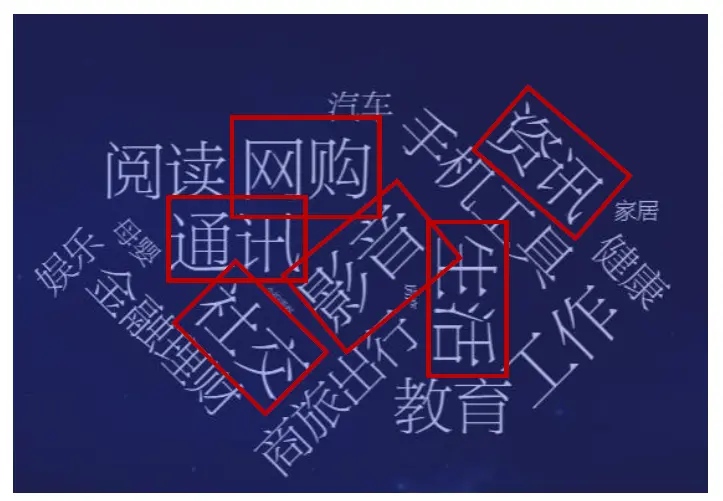 汽车
手机工具
资讯
阅读
网购
家居
通讯
影音
生活
健康
母婴
娱乐
金融理财
社交
商旅出行
工作
教育